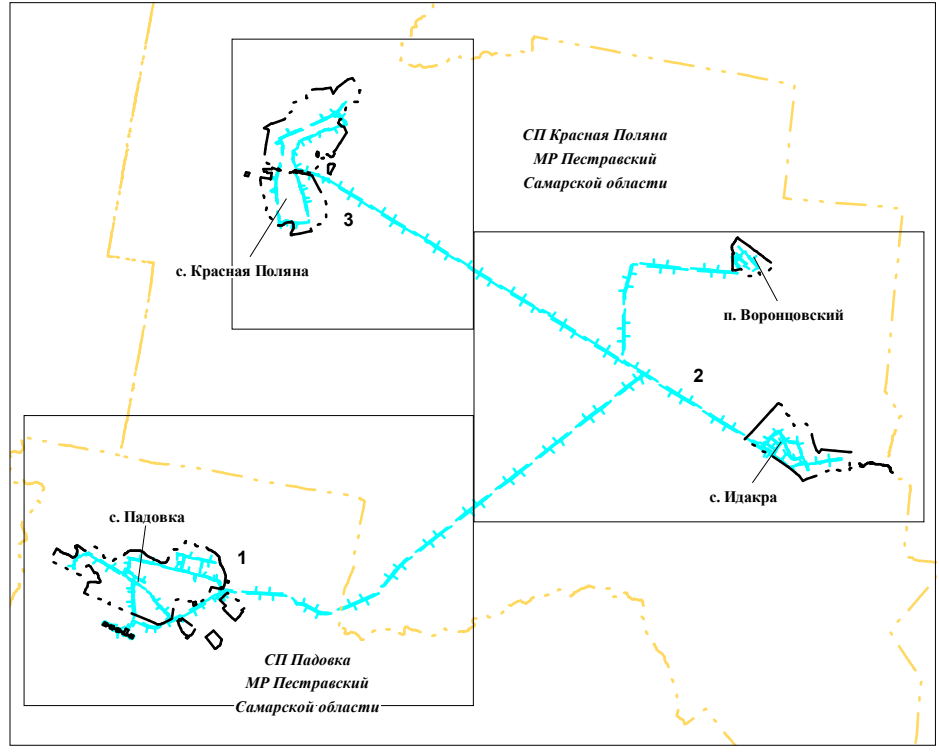 СП Красная Поляна
МР Пестравский
Самарской области
3
с. Красная Поляна
п. Воронцовский
2
с. Идакра
с. Падовка
1
СП Падовка
МР Пестравский
Самарской области